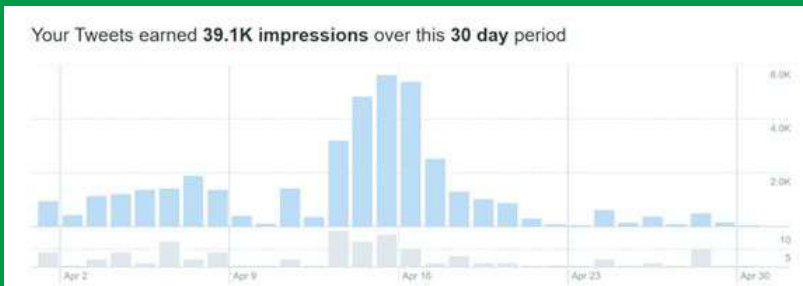 Your Tweets earned 39.1K impressions over this 30 day period
6.0K
4.0K
2.0K
10
5
Apr 2 Apr 9 Apr 16 Apr 23 Apr 30